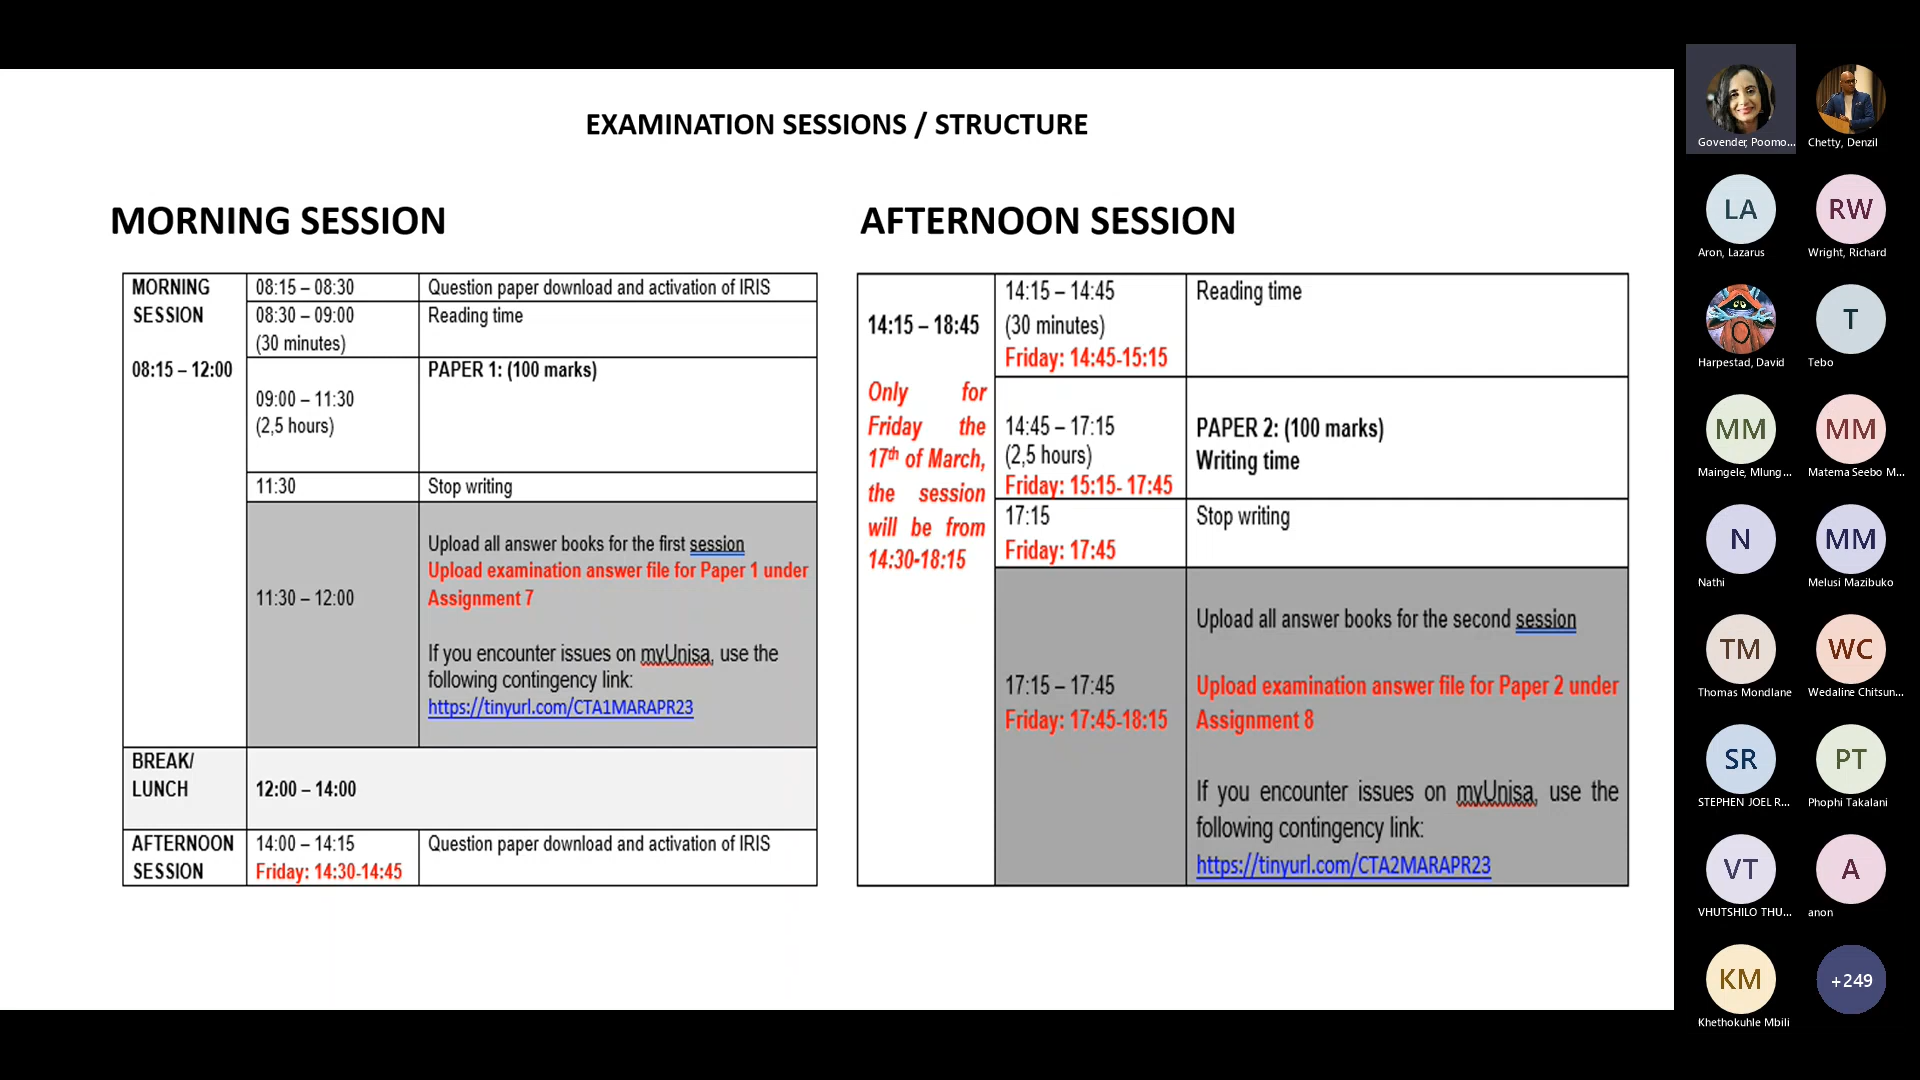 EXAMINATION SESSIONS / STRUCTURE
MORNING SESSION
MORNING
SESSION
08:15 – 12:00
08:15 – 08:30
Question paper download and activation of IRIS
08:30 – 09:00
(30 minutes)
Reading time
09:00 – 11:30
(2,5 hours)
PAPER 1: (100 marks)
11:30
Stop writing
11:30 – 12:00
Upload all answer books for the first session
Upload examination answer file for Paper 1 under
Assignment 7
If you encounter issues on myUnisa, use the
following contingency link:
https://tinyurl.com/CTA1MARAPR23
BREAK/
LUNCH
12:00 – 14:00
AFTERNOON
SESSION
14:00 – 14:15
Friday: 14:30-14:45
Question paper download and activation of IRIS
AFTERNOON SESSION
14:15 – 18:45
Only for
Friday the
17th of March,
the session
will be from
14:30-18:15
14:15 – 14:45
(30 minutes)
Friday: 14:45-15:15
Reading time
14:45 – 17:15
(2,5 hours)
Friday: 15:15- 17:45
PAPER 2: (100 marks)
Writing time
17:15
Friday: 17:45
Stop writing
17:15 – 17:45
Friday: 17:45-18:15
Upload all answer books for the second session
Upload examination answer file for Paper 2 under
Assignment 8
If you encounter issues on myUnisa, use the
following contingency link:
https://tinyurl.com/CTA2MARAPR23
Govender, Poomo...
Chetty, Denzil
LA
Aron, Lazarus
RW
Wright, Richard
Harpestad, David
T
Tebo
MM
Maingele, Mlung...
MM
Matema Seebo M...
N
Nathi
MM
Melusi Mazibuko
TM
Thomas Mondlane
WC
Wedaline Chitsun...
SR
STEPHEN JOEL R...
PT
Phophi Takalani
VT
VHUTSHILO THU...
A
anon
KM
Khethokuhle Mbili
+249